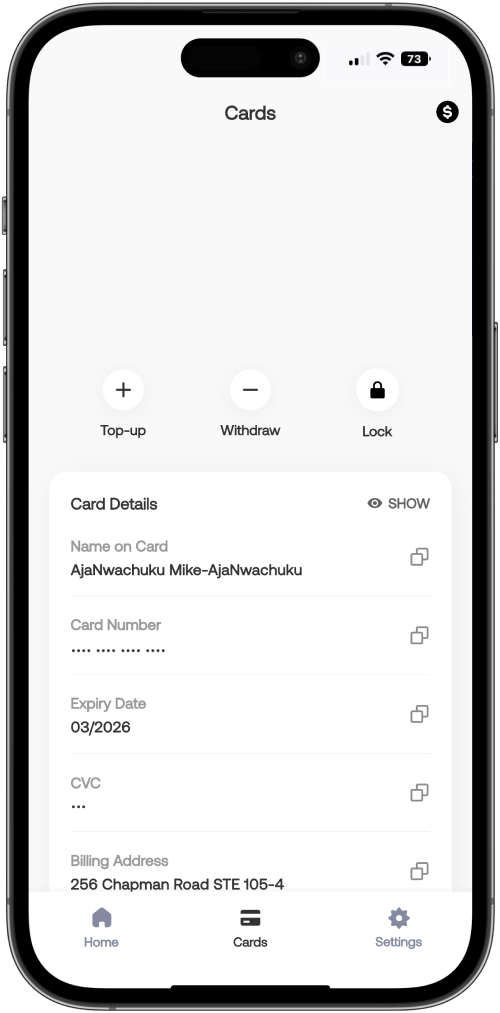 73
Cards
$
Top-up
Withdraw
Lock
Card Details
SHOW
Name on Card
AjaNwachuku Mike-AjaNwachuku
Card Number
•••• •••• •••• ••••
Expiry Date
03/2026
CVC
•••
Billing Address
256 Chapman Road STE 105-4
Home
Cards
Settings